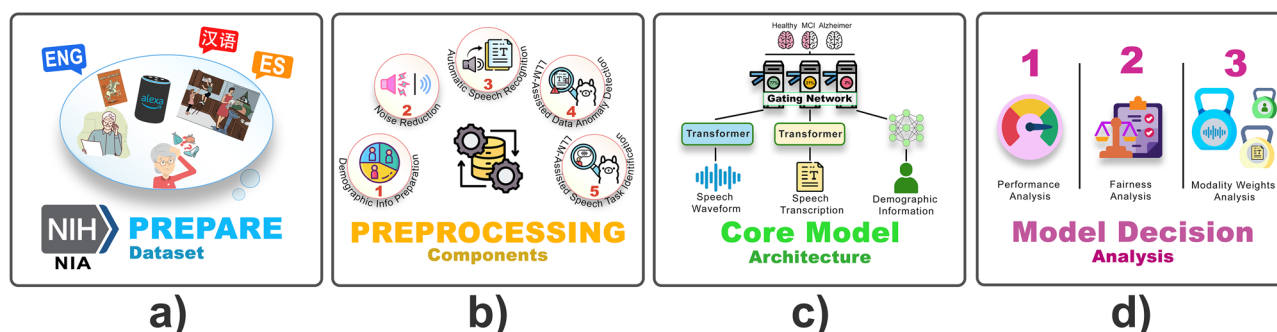 ENG
汉语
ES
alexa
NIH
NIA
PREPARE
Dataset
a)
Demographic Info Preparation
1
Noise Reduction
2
Automatic Speech Recognition
3
LLM-Assisted Data Anomaly Detection
4
LLM-Assisted Speech Task Identification
5
PREPROCESSING
Components
b)
Healthy MCI Alzheimer
Gating Network
Transformer
Transformer
Speech
Waveform
Speech
Transcription
Demographic
Information
Core Model
Architecture
c)
1
2
3
Performance
Analysis
Fairness
Analysis
Modality Weights
Analysis
Model Decision
Analysis
d)